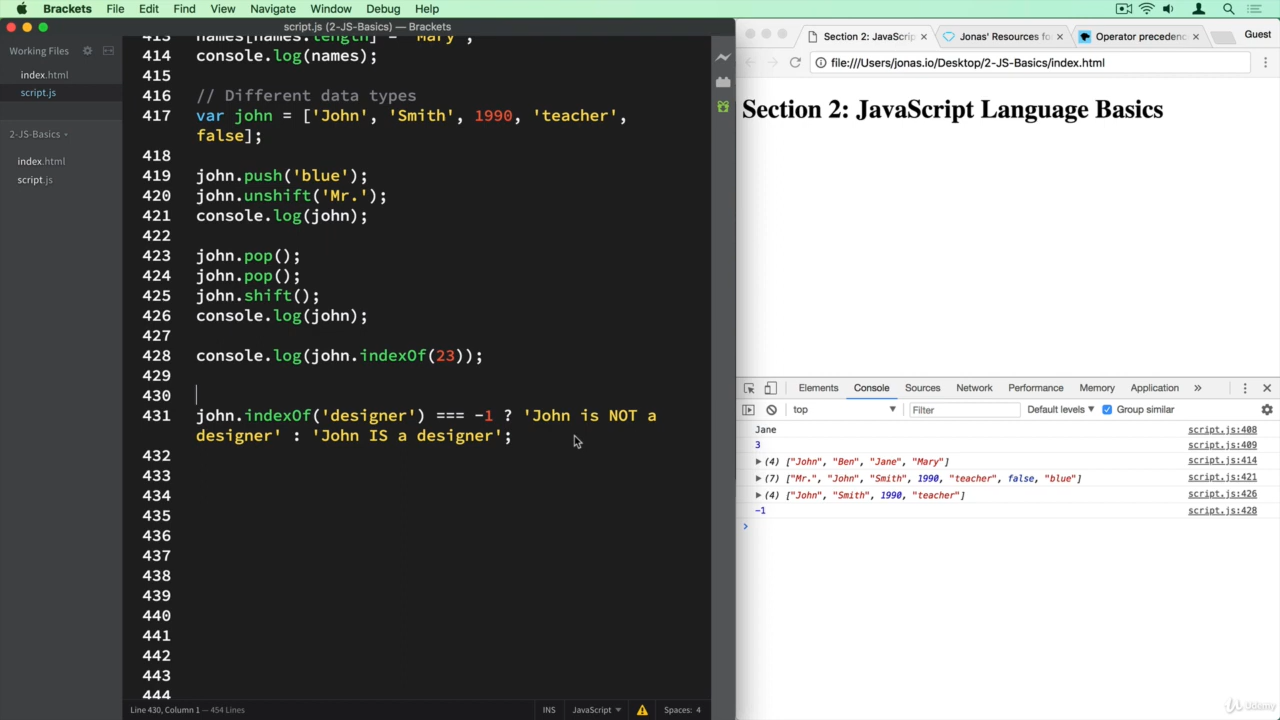 Brackets File Edit Find View Navigate Window Debug Help
script.js (2-JS-Basics) — Brackets
Working Files
index.html
script.js
2-JS-Basics
index.html
script.js
413 names[names.length] = 'Mary';
414 console.log(names);
415
416 // Different data types
417 var john = ['John', 'Smith', 1990, 'teacher',
false];
418
419 john.push('blue');
420 john.unshift('Mr.');
421 console.log(john);
422
423 john.pop();
424 john.pop();
425 john.shift();
426 console.log(john);
427
428 console.log(john.indexOf(23));
429
430
431 john.indexOf('designer') === -1 ? 'John is NOT a
designer' : 'John IS a designer';
432
433
434
435
436
437
438
439
440
441
442
443
444
Line 430, Column 1 — 454 Lines INS JavaScript Spaces: 4
Section 2: JavaScrip Jonas' Resources for Operator precedenc Guest
file:///Users/jonas.io/Desktop/2-JS-Basics/index.html
Section 2: JavaScript Language Basics
Elements Console Sources Network Performance Memory Application »
top Filter Default levels Group similar
Jane script.js:408
3 script.js:409
(4) ["John", "Ben", "Jane", "Mary"] script.js:414
(7) ["Mr.", "John", "Smith", 1990, "teacher", false, "blue"] script.js:421
(4) ["John", "Smith", 1990, "teacher"] script.js:426
-1 script.js:428
Udemy